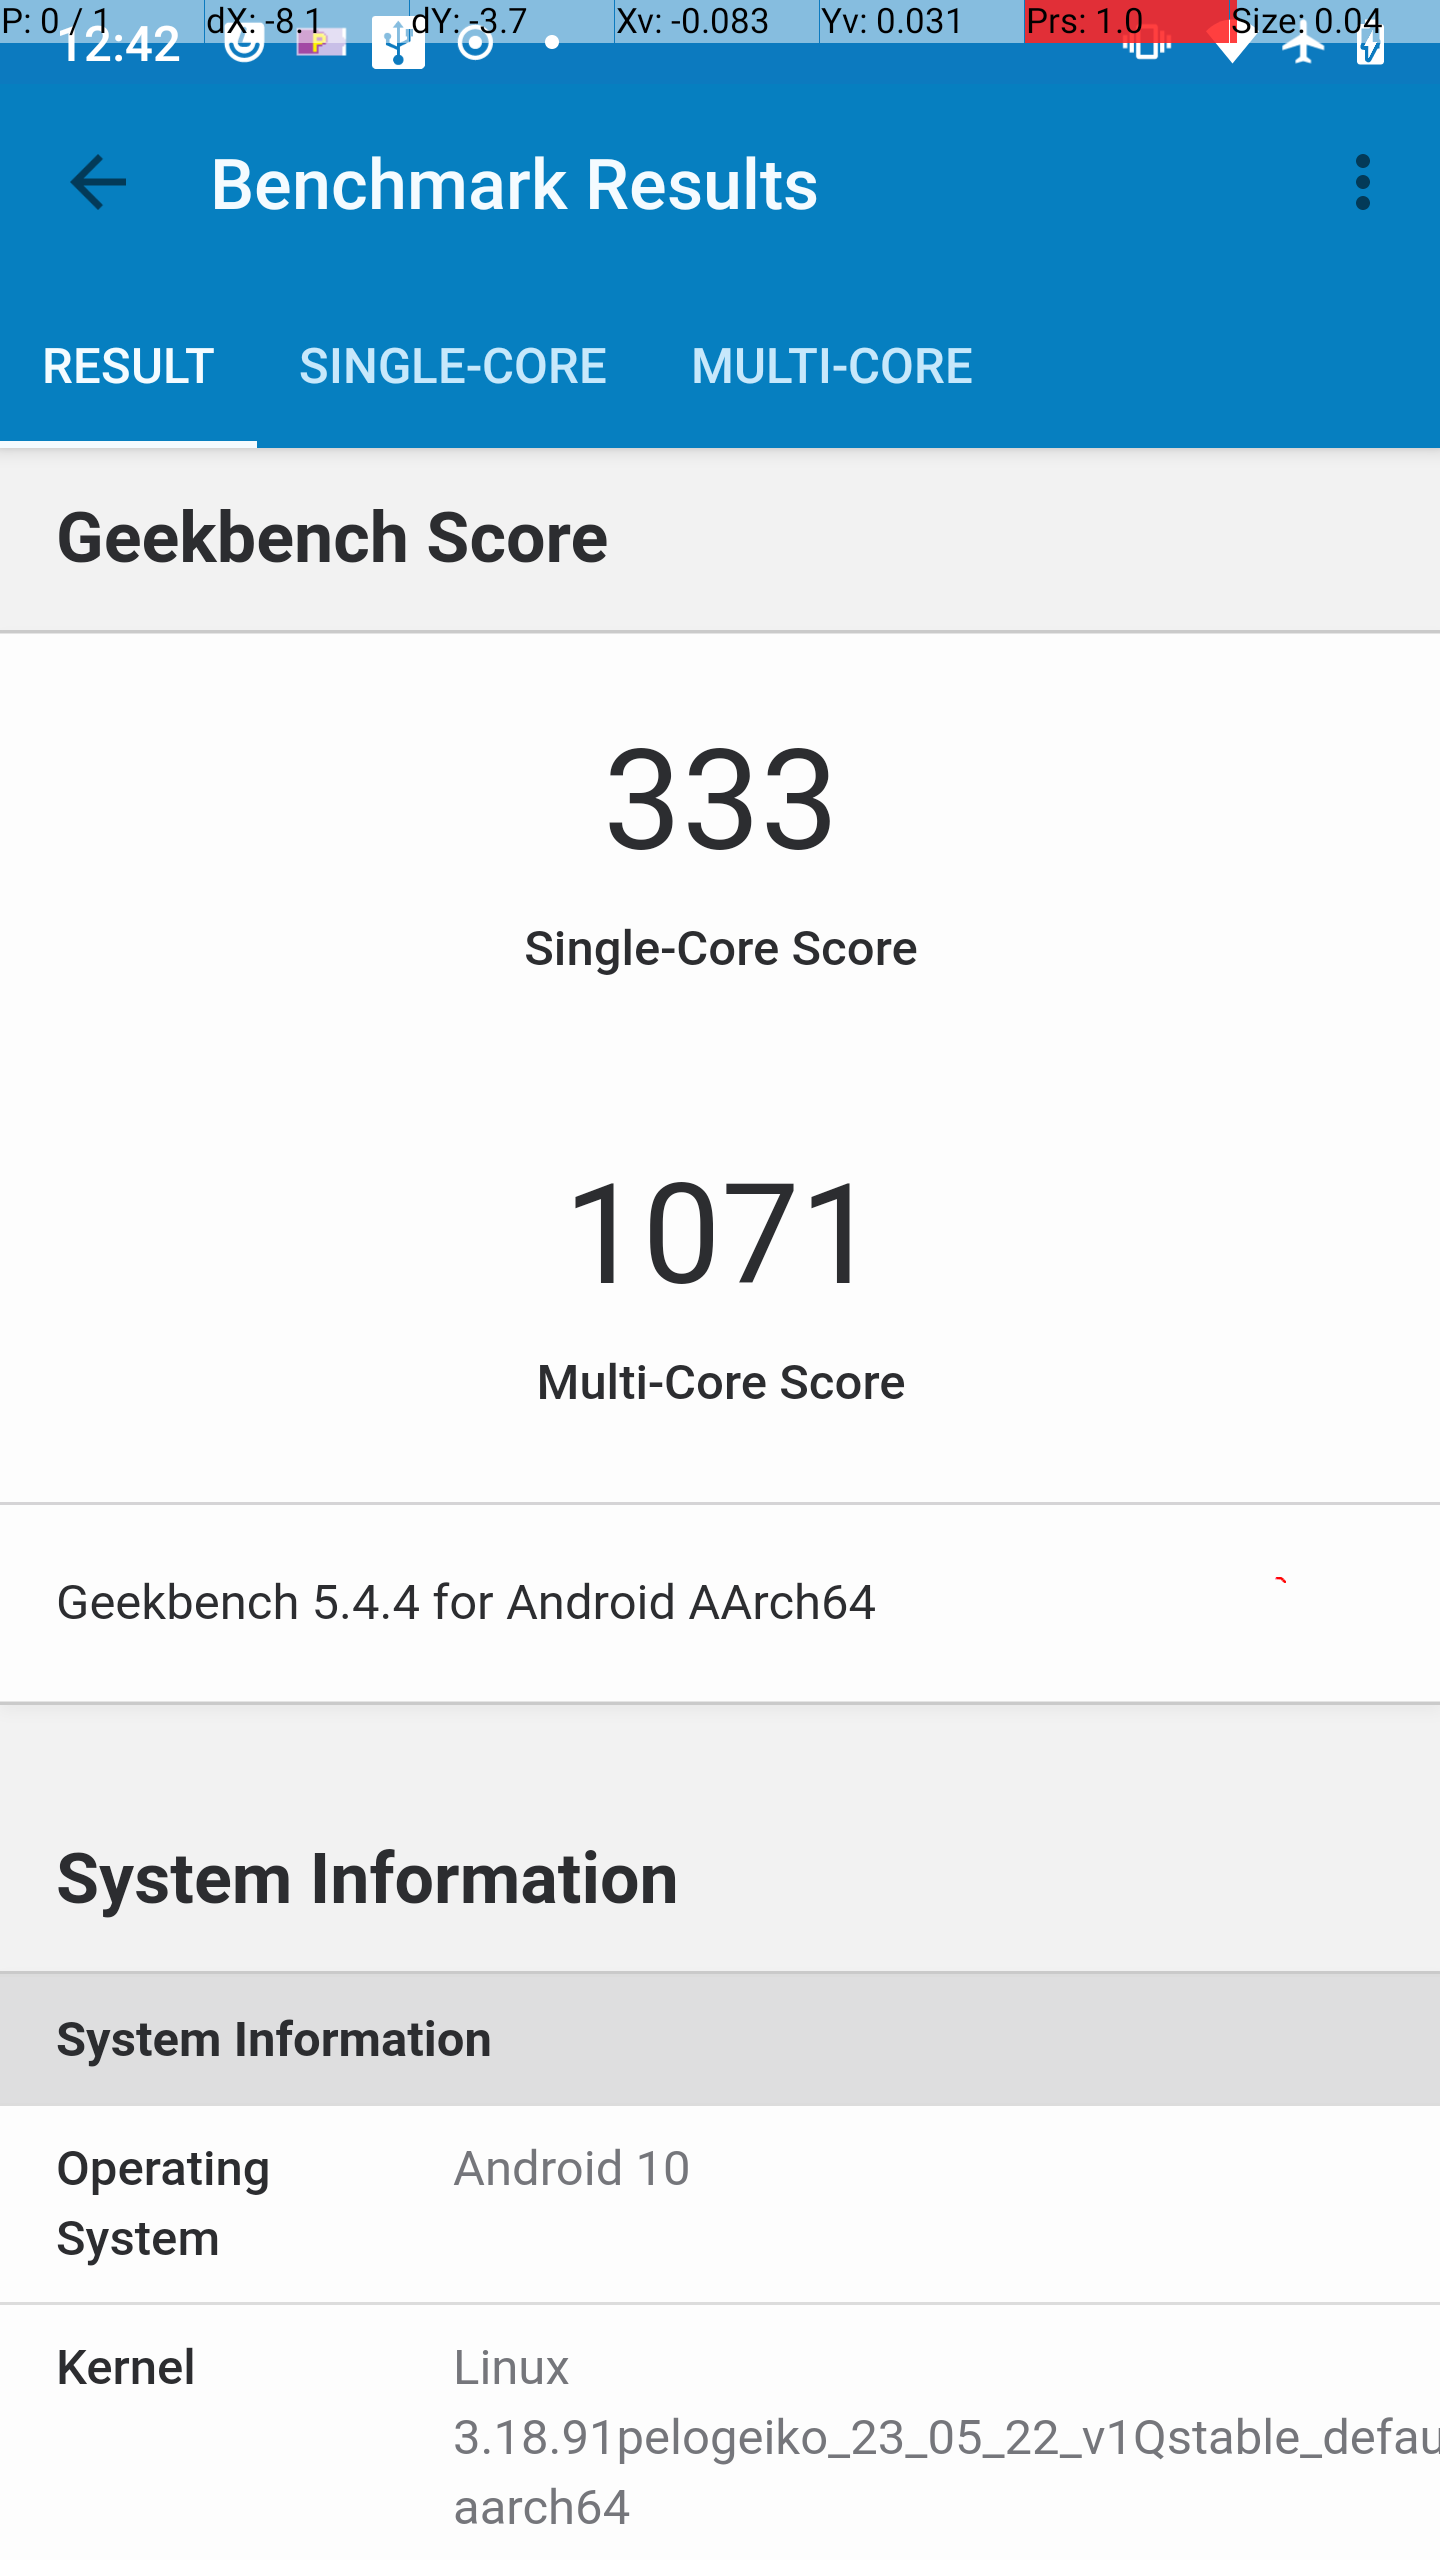 P: 0 / 1 dX: -8.1 dY: -3.7 Xv: -0.083 Yv: 0.031 Prs: 1.0 Size: 0.04
12:42
Benchmark Results
RESULT SINGLE-CORE MULTI-CORE
Geekbench Score
333
Single-Core Score
1071
Multi-Core Score
Geekbench 5.4.4 for Android AArch64
System Information
System Information
Operating System Android 10
Kernel Linux
3.18.91pelogeiko_23_05_22_v1Qstable_defau
aarch64